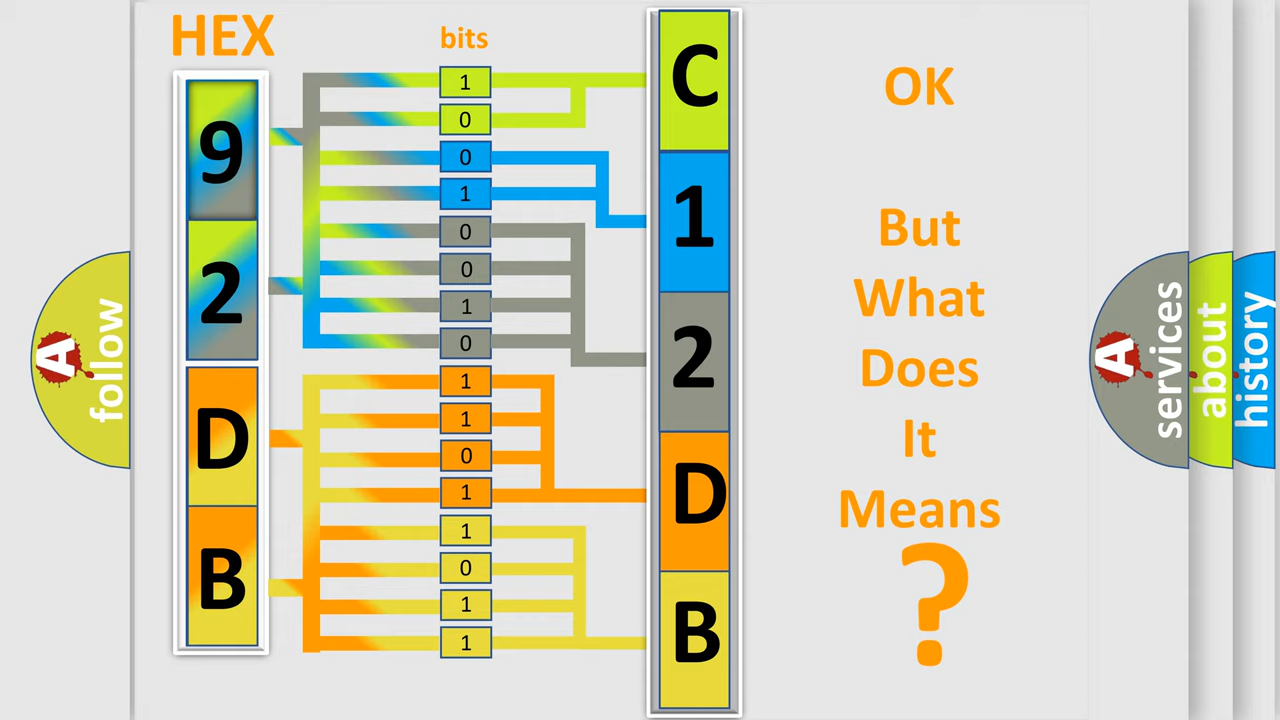 HEX
bits
9
2
D
B
1
0
0
1
0
0
1
0
1
1
0
1
1
0
1
1
C
1
2
D
B
OK
But
What
Does
It
Means
?
A
follow
A
services
about
history